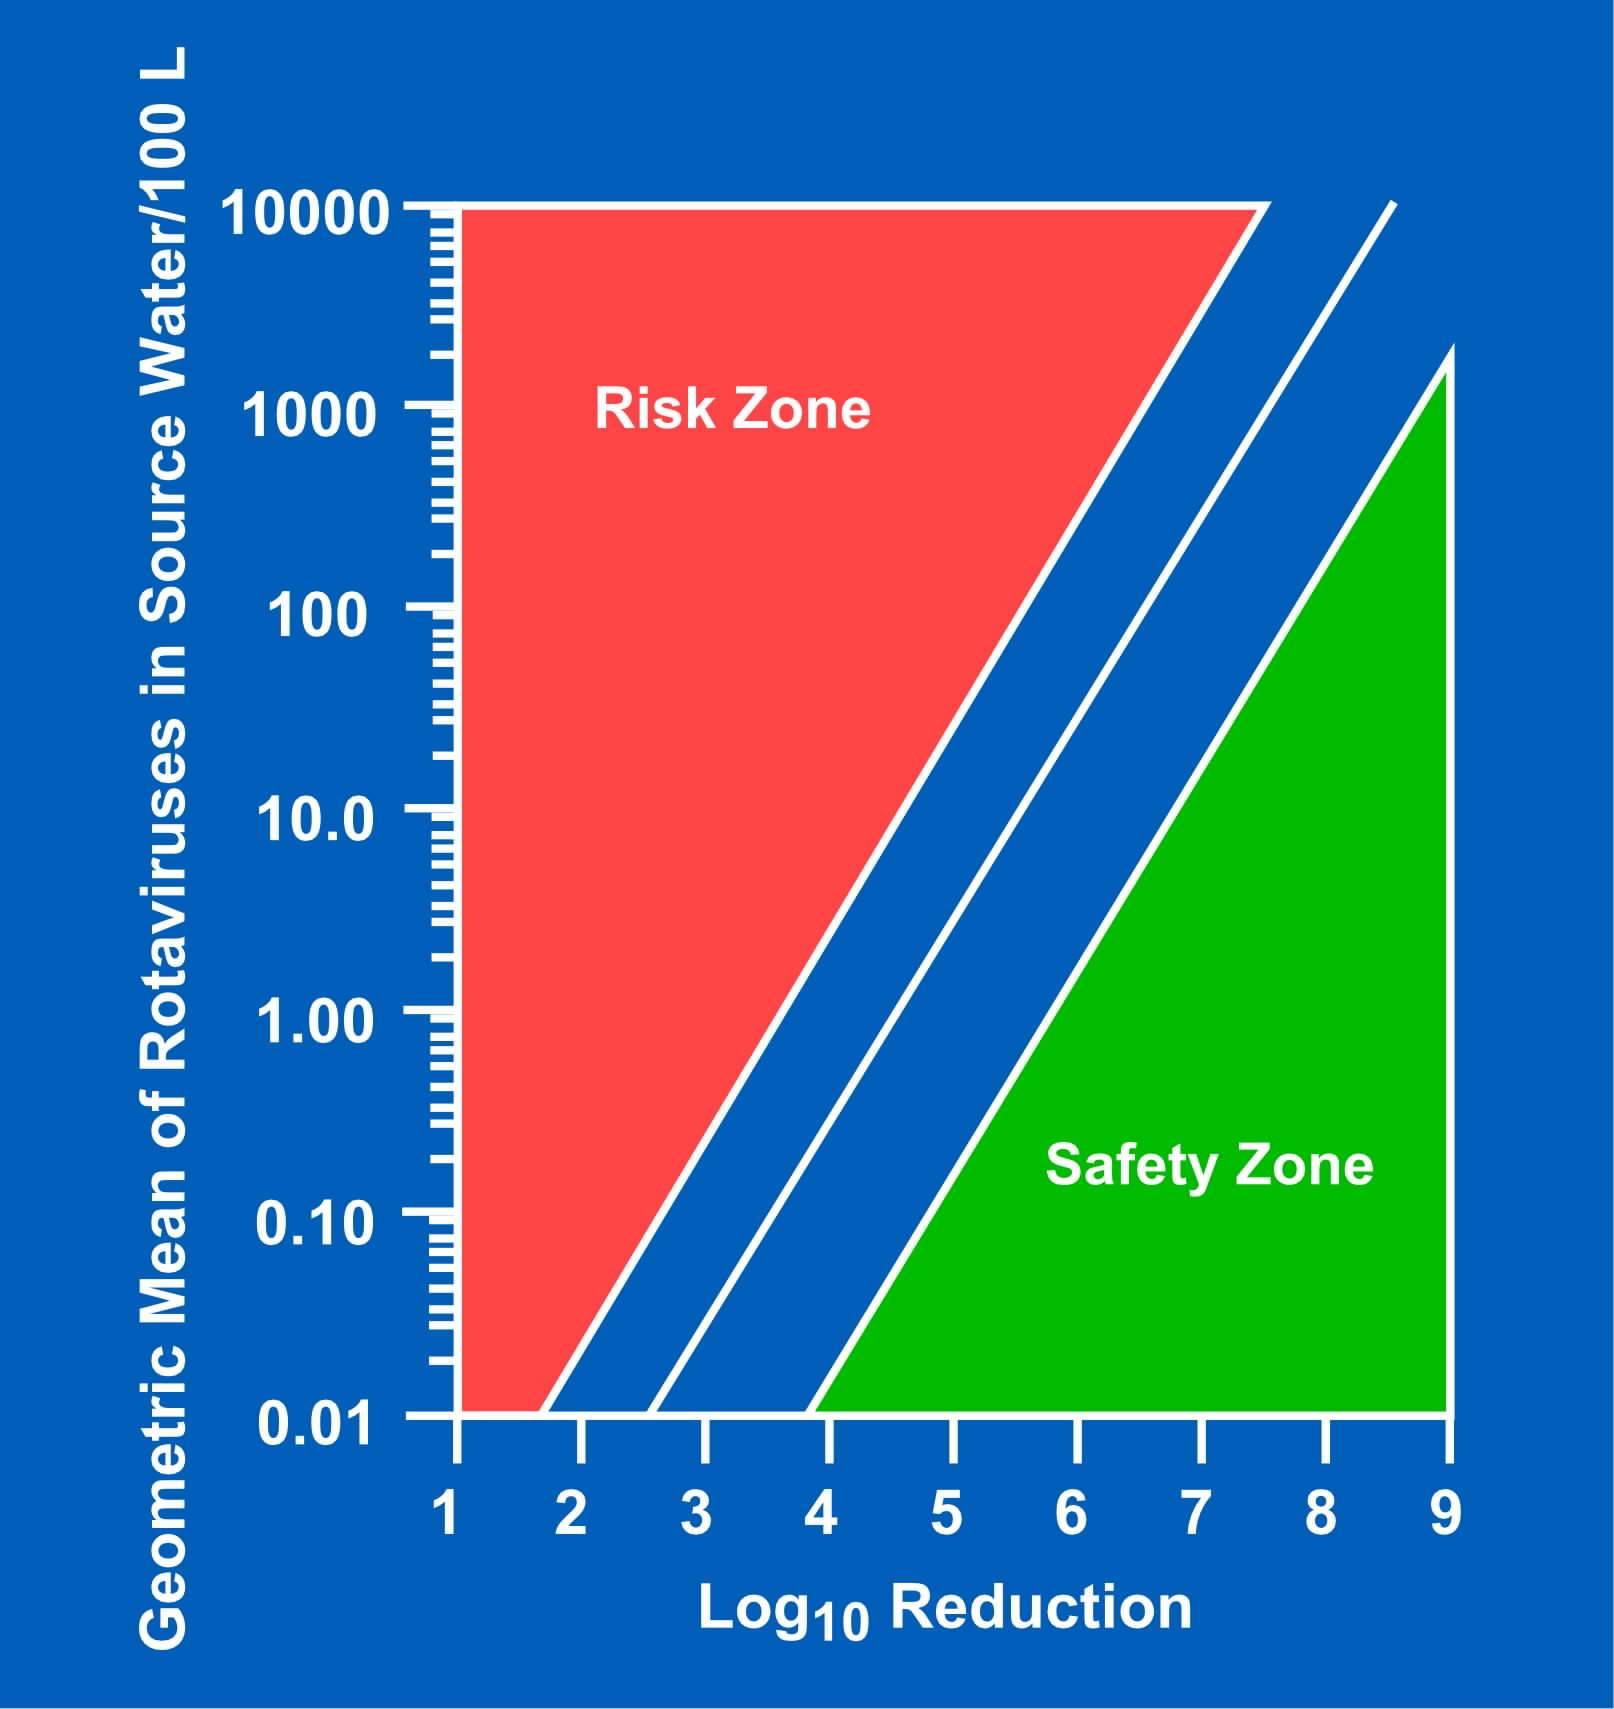 Geometric Mean of Rotaviruses in Source Water/100 L
10000
1000
100
10.0
1.00
0.10
0.01
Risk Zone
Safety Zone
1 2 3 4 5 6 7 8 9
Log10 Reduction